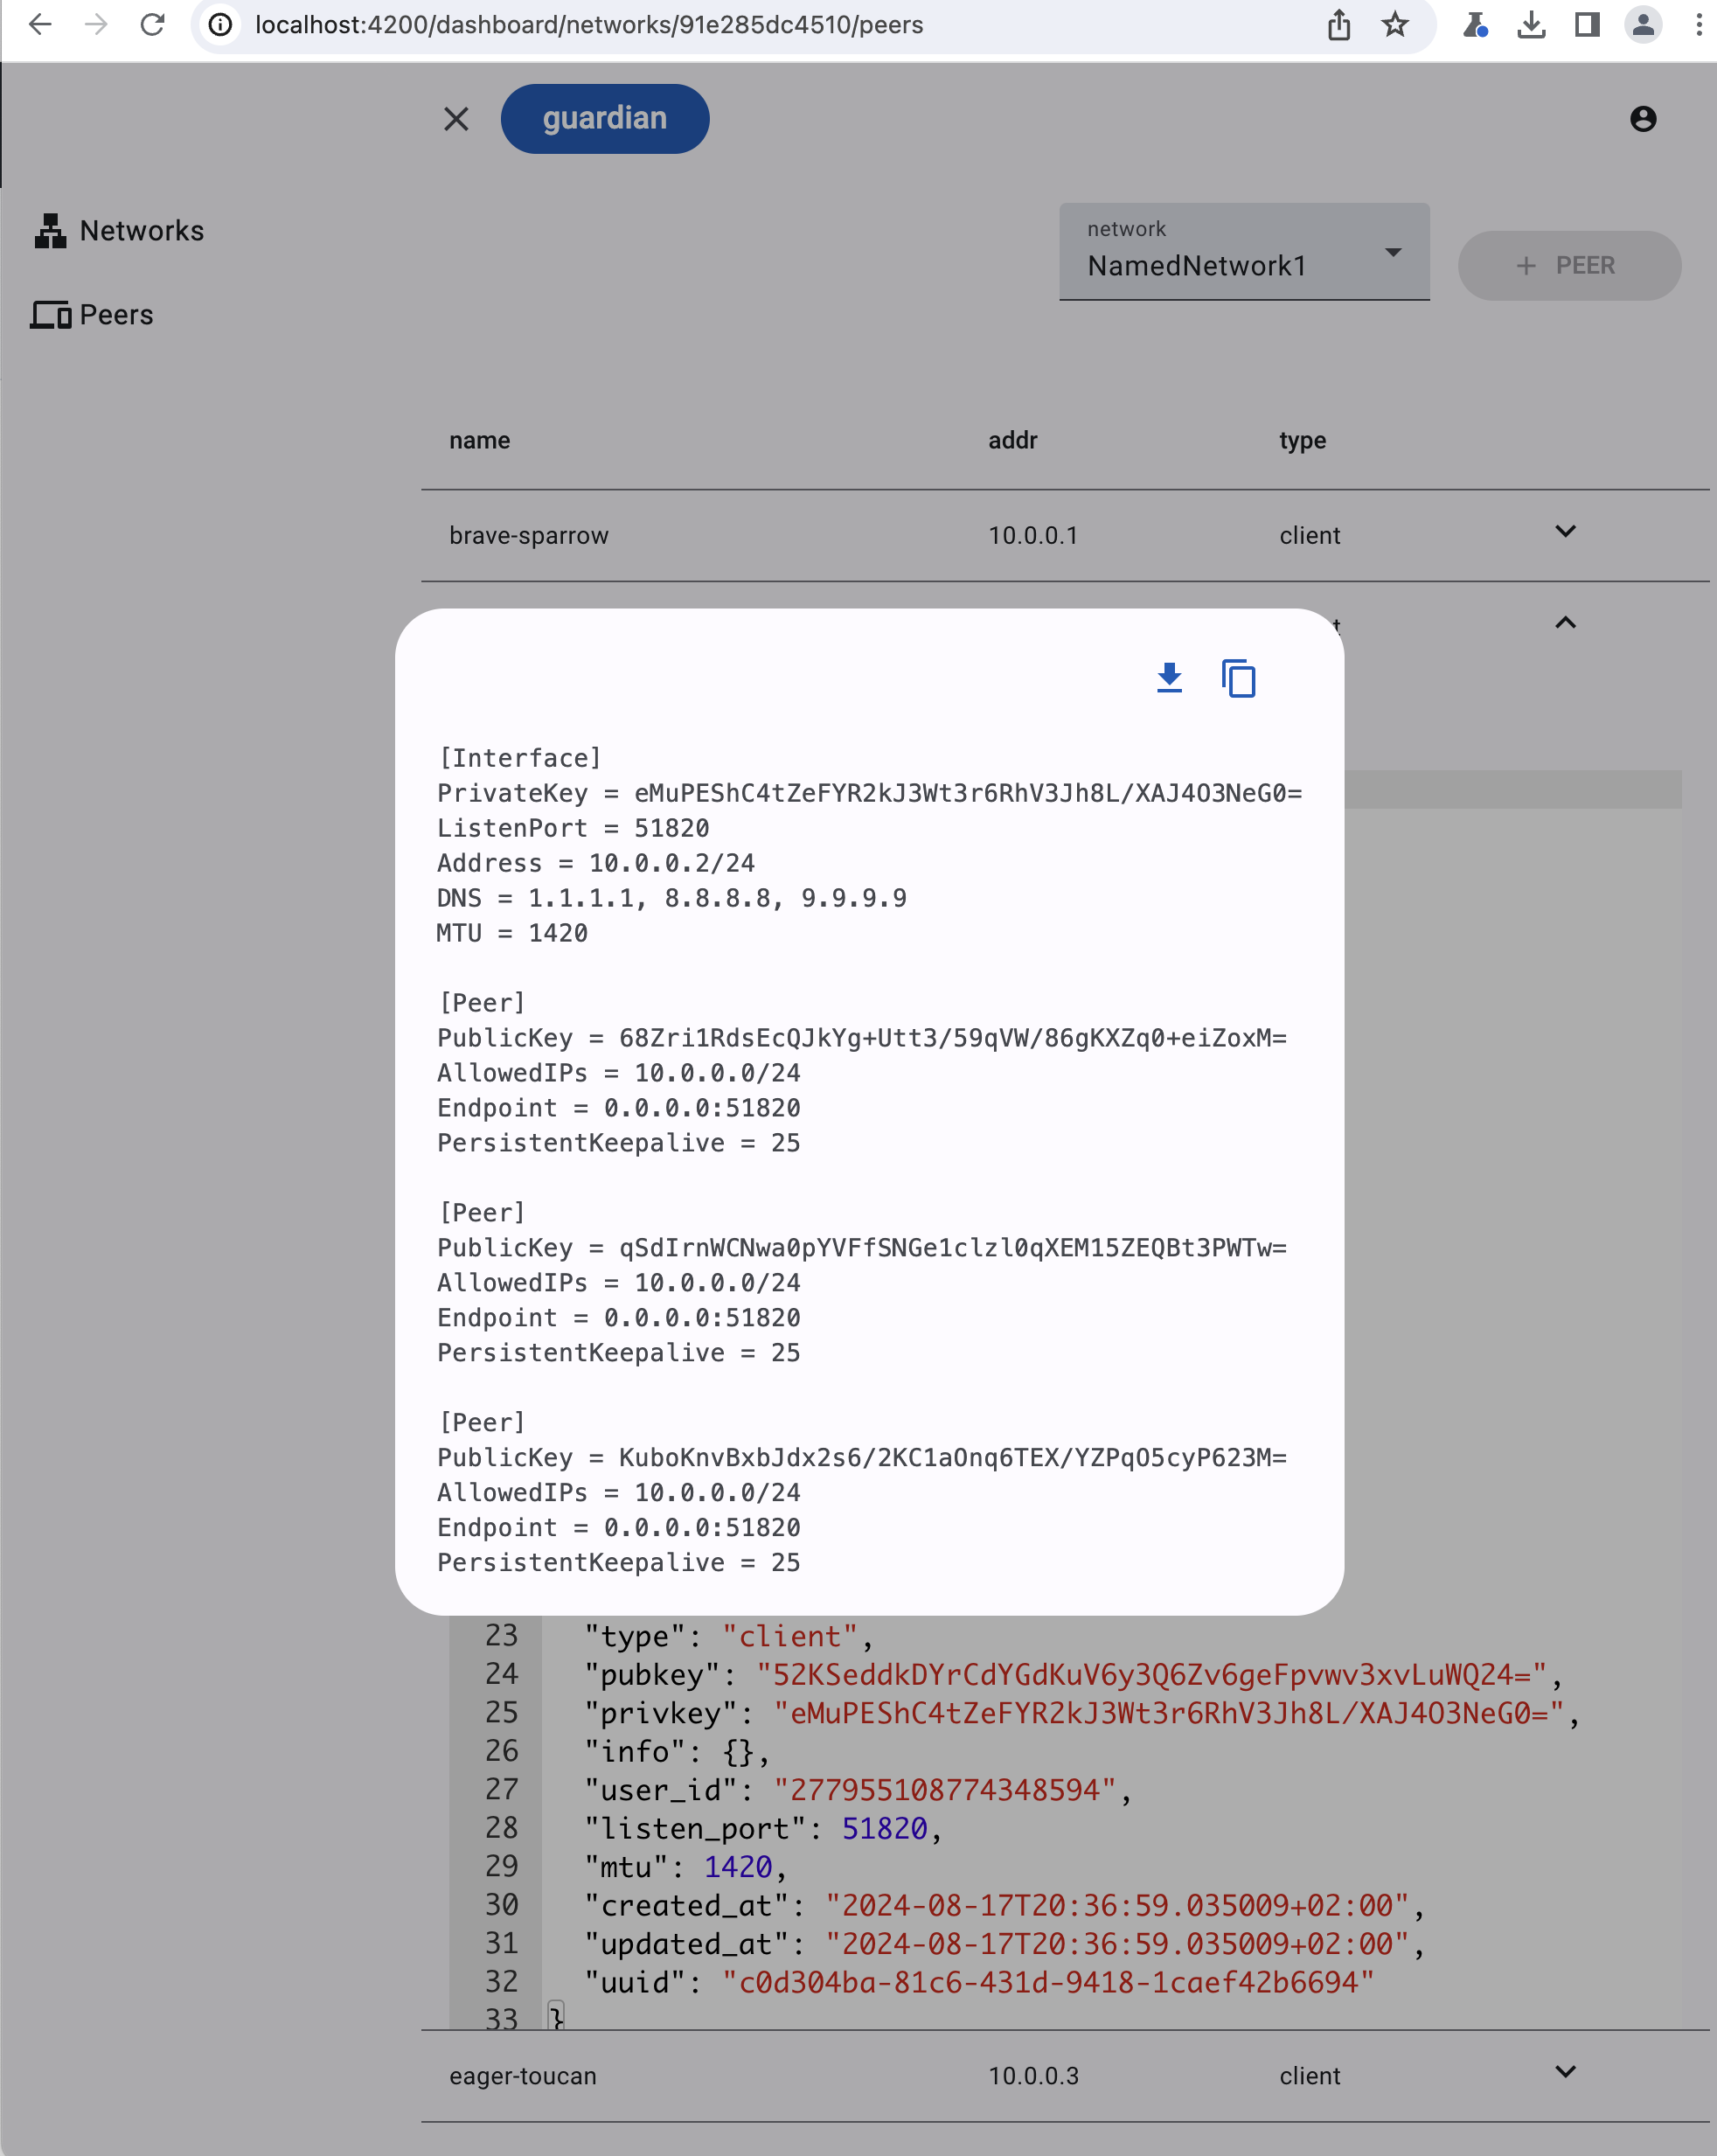 localhost:4200/dashboard/networks/91e285dc4510/peers
guardian
Networks
network
NamedNetwork1
+ PEER
Peers
name addr type
brave-sparrow 10.0.0.1 client
[Interface]
PrivateKey = eMuPEShC4tZeFYR2kJ3Wt3r6RhV3Jh8L/XAJ4O3NeG0=
ListenPort = 51820
Address = 10.0.0.2/24
DNS = 1.1.1.1, 8.8.8.8, 9.9.9.9
MTU = 1420
[Peer]
PublicKey = 68Zri1RdsEcQJkYg+Utt3/59qVW/86gKXZq0+eiZoxM=
AllowedIPs = 10.0.0.0/24
Endpoint = 0.0.0.0:51820
PersistentKeepalive = 25
[Peer]
PublicKey = qSdIrnWCNwa0pYVFfSNGe1clzl0qXEM15ZEQBt3PWTw=
AllowedIPs = 10.0.0.0/24
Endpoint = 0.0.0.0:51820
PersistentKeepalive = 25
[Peer]
PublicKey = KuboKnvBxbJdx2s6/2KC1aOnq6TEX/YZPqO5cyP623M=
AllowedIPs = 10.0.0.0/24
Endpoint = 0.0.0.0:51820
PersistentKeepalive = 25
23 "type": "client",
24 "pubkey": "52KSeddkDYrCdYGdKuV6y3Q6Zv6geFpvwv3xvLuWQ24=",
25 "privkey": "eMuPEShC4tZeFYR2kJ3Wt3r6RhV3Jh8L/XAJ4O3NeG0=",
26 "info": {},
27 "user_id": "277955108774348594",
28 "listen_port": 51820,
29 "mtu": 1420,
30 "created_at": "2024-08-17T20:36:59.035009+02:00",
31 "updated_at": "2024-08-17T20:36:59.035009+02:00",
32 "uuid": "c0d304ba-81c6-431d-9418-1caef42b6694"
33 }
eager-toucan 10.0.0.3 client